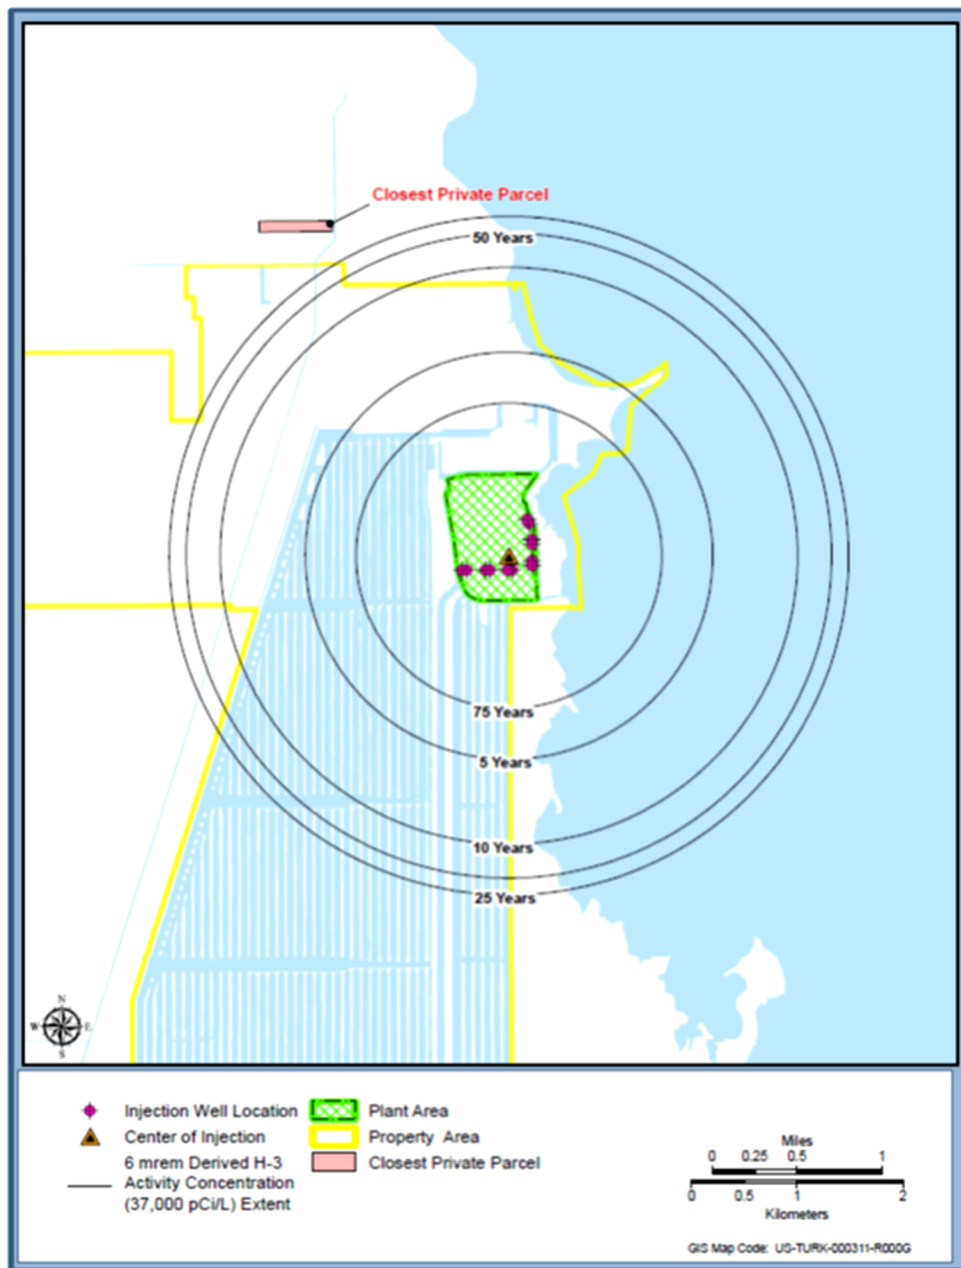 Closest Private Parcel
50 Years
75 Years
5 Years
10 Years
25 Years
N
W E
S
Injection Well Location
Plant Area
Center of Injection
Property Area
6 mrem Derived H-3
Activity Concentration
(37,000 pCi/L) Extent
Closest Private Parcel
Miles
0 0.25 0.5 1
0 0.5 1 2
Kilometers
GIS Map Code: US-TURK-000311-R000G